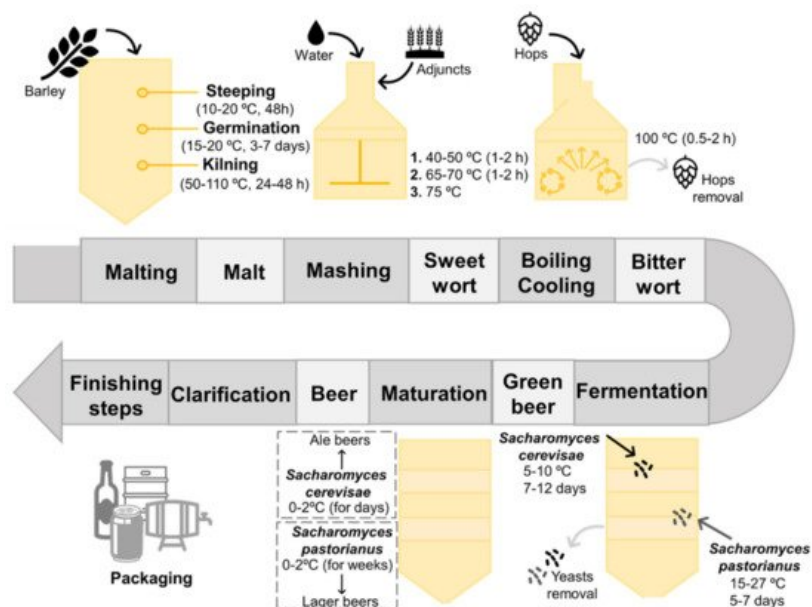 Barley
Steeping
(10-20 ºC, 48h)
Germination
(15-20 ºC, 3-7 days)
Kilning
(50-110 ºC, 24-48 h)
Water
Adjuncts
1. 40-50 ºC (1-2 h)
2. 65-70 ºC (1-2 h)
3. 75 ºC
Hops
100 ºC (0.5-2 h)
Hops
removal
Malting
Malt
Mashing
Sweet
wort
Boiling
Cooling
Bitter
wort
Finishing
steps
Clarification
Beer
Maturation
Green
beer
Fermentation
Packaging
Ale beers
Sacharomyces
cerevisae
0-2ºC (for days)
Sacharomyces
pastorianus
0-2ºC (for weeks)
Lager beers
Sacharomyces
cerevisae
5-10 ºC
7-12 days
Yeasts
removal
Sacharomyces
pastorianus
15-27 ºC
5-7 days